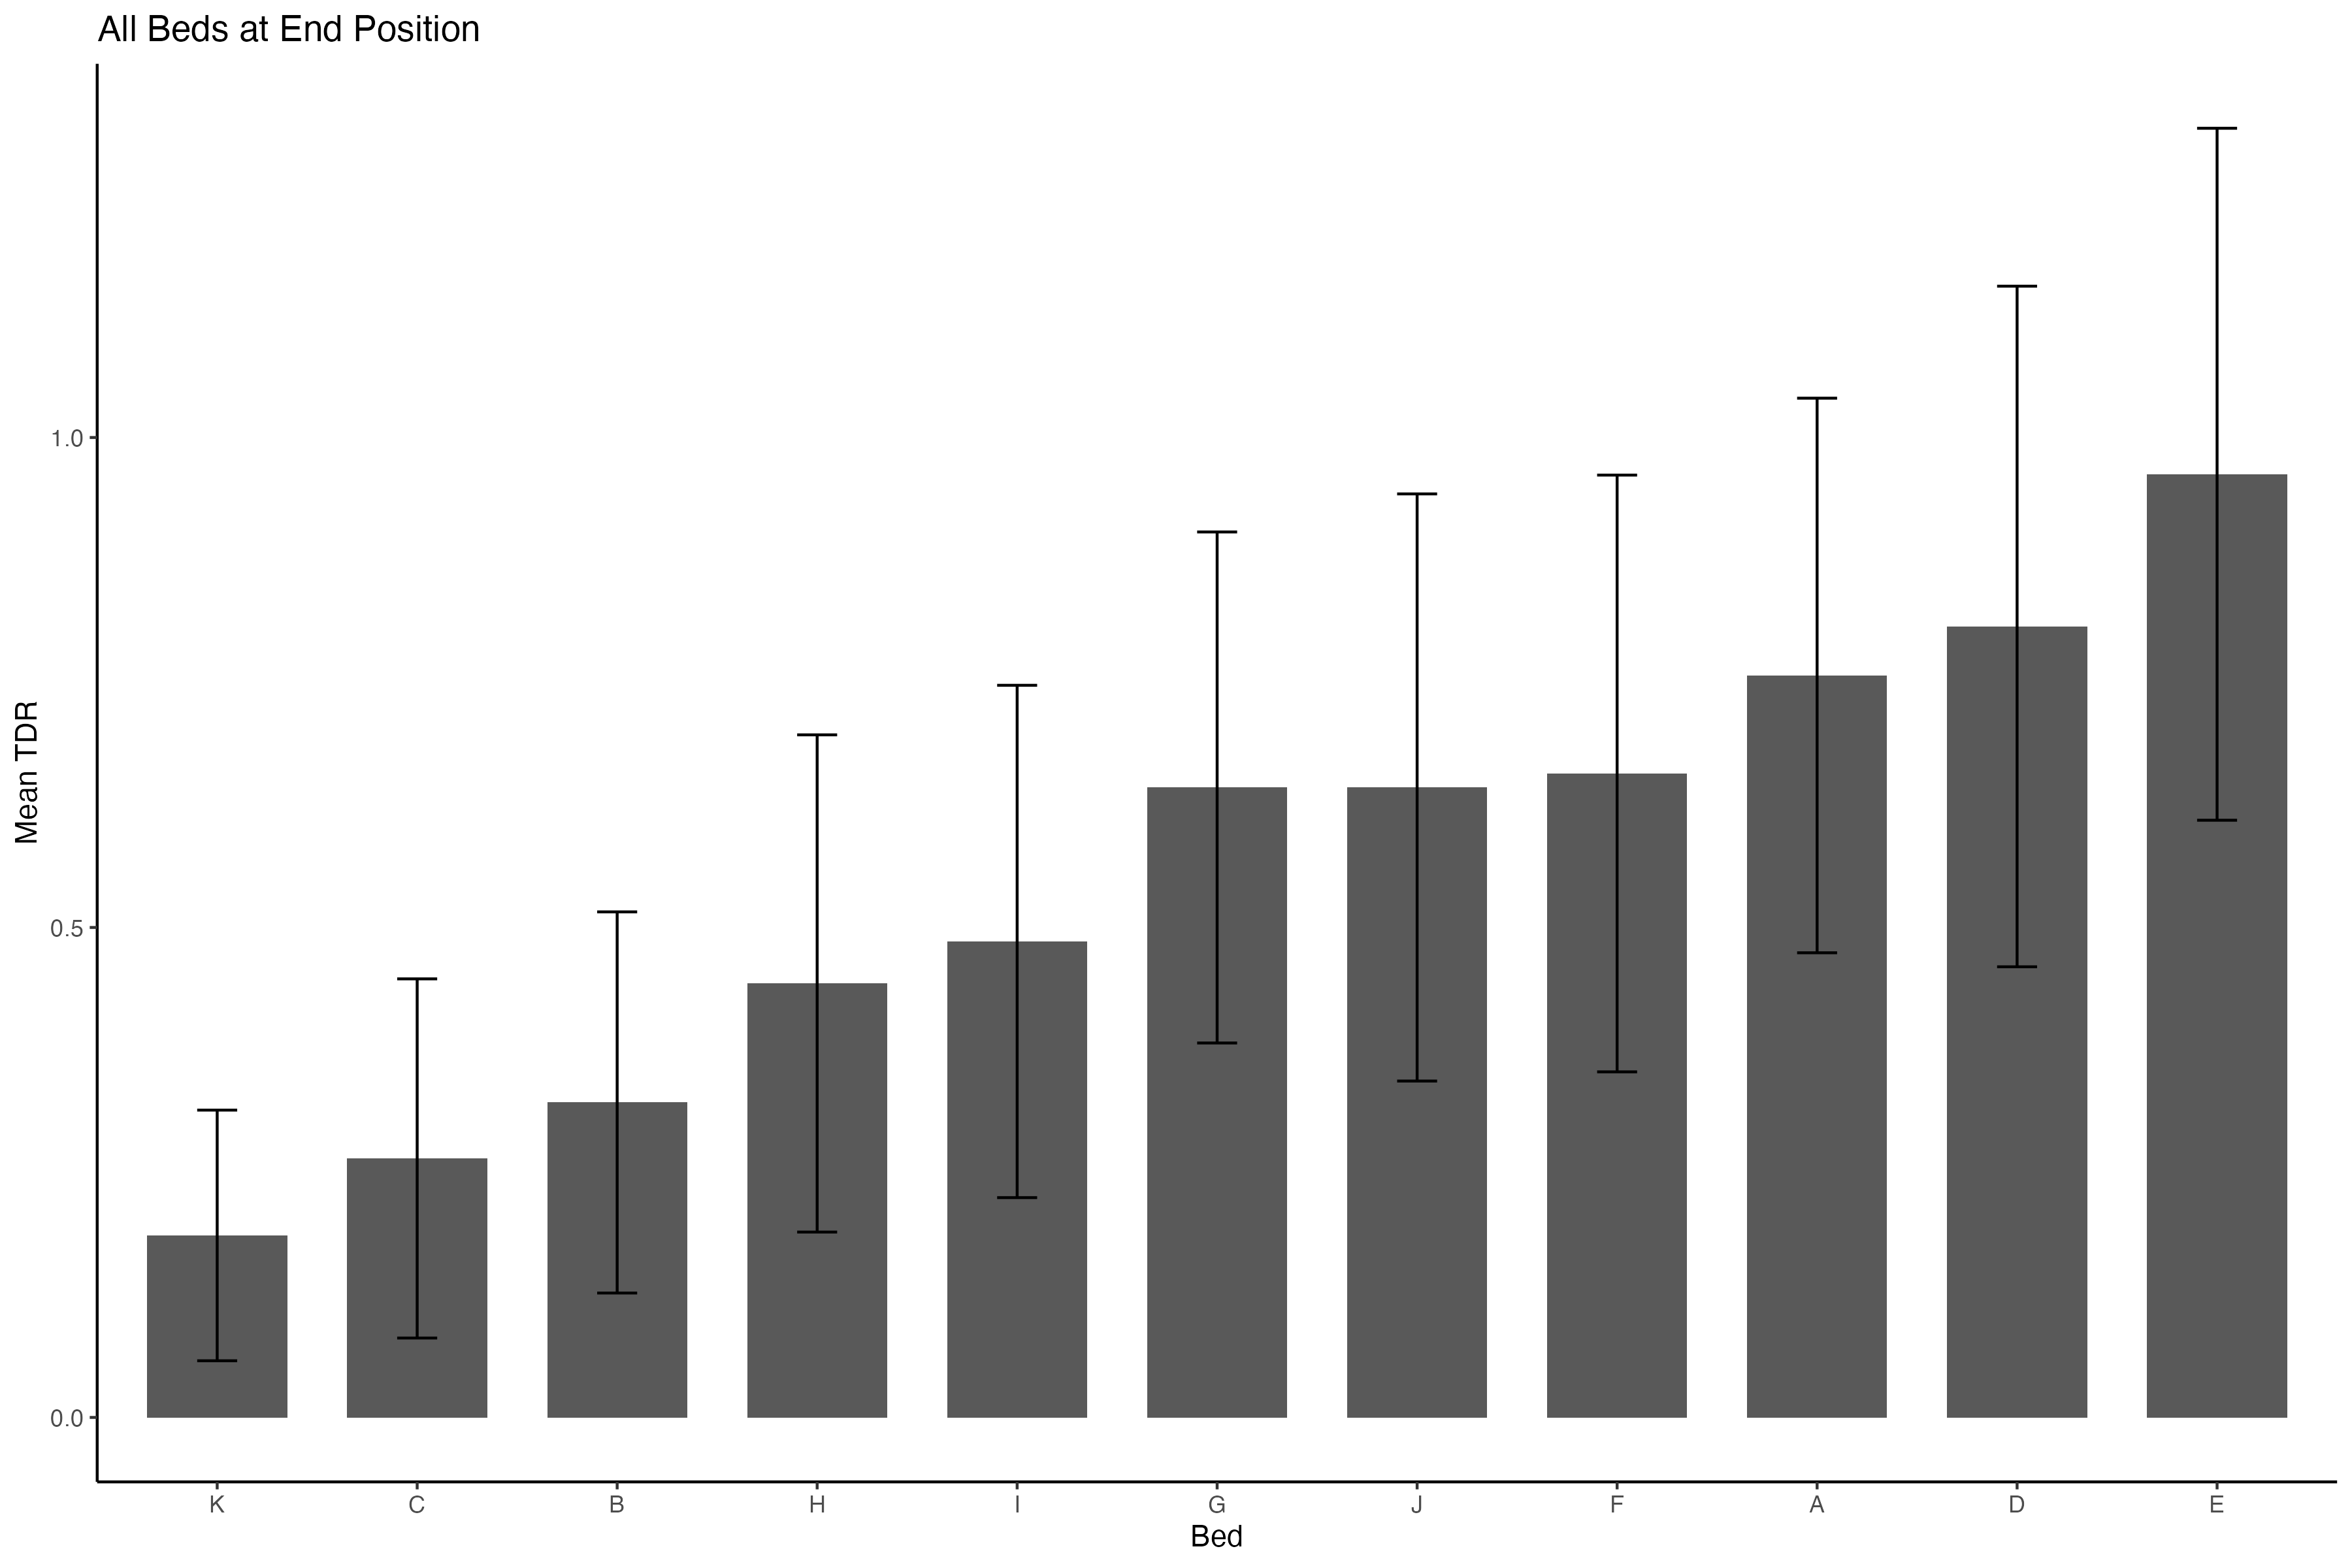 All Beds at End Position
Mean TDR
1.0
0.5
0.0
K C B H I G J F A D E
Bed